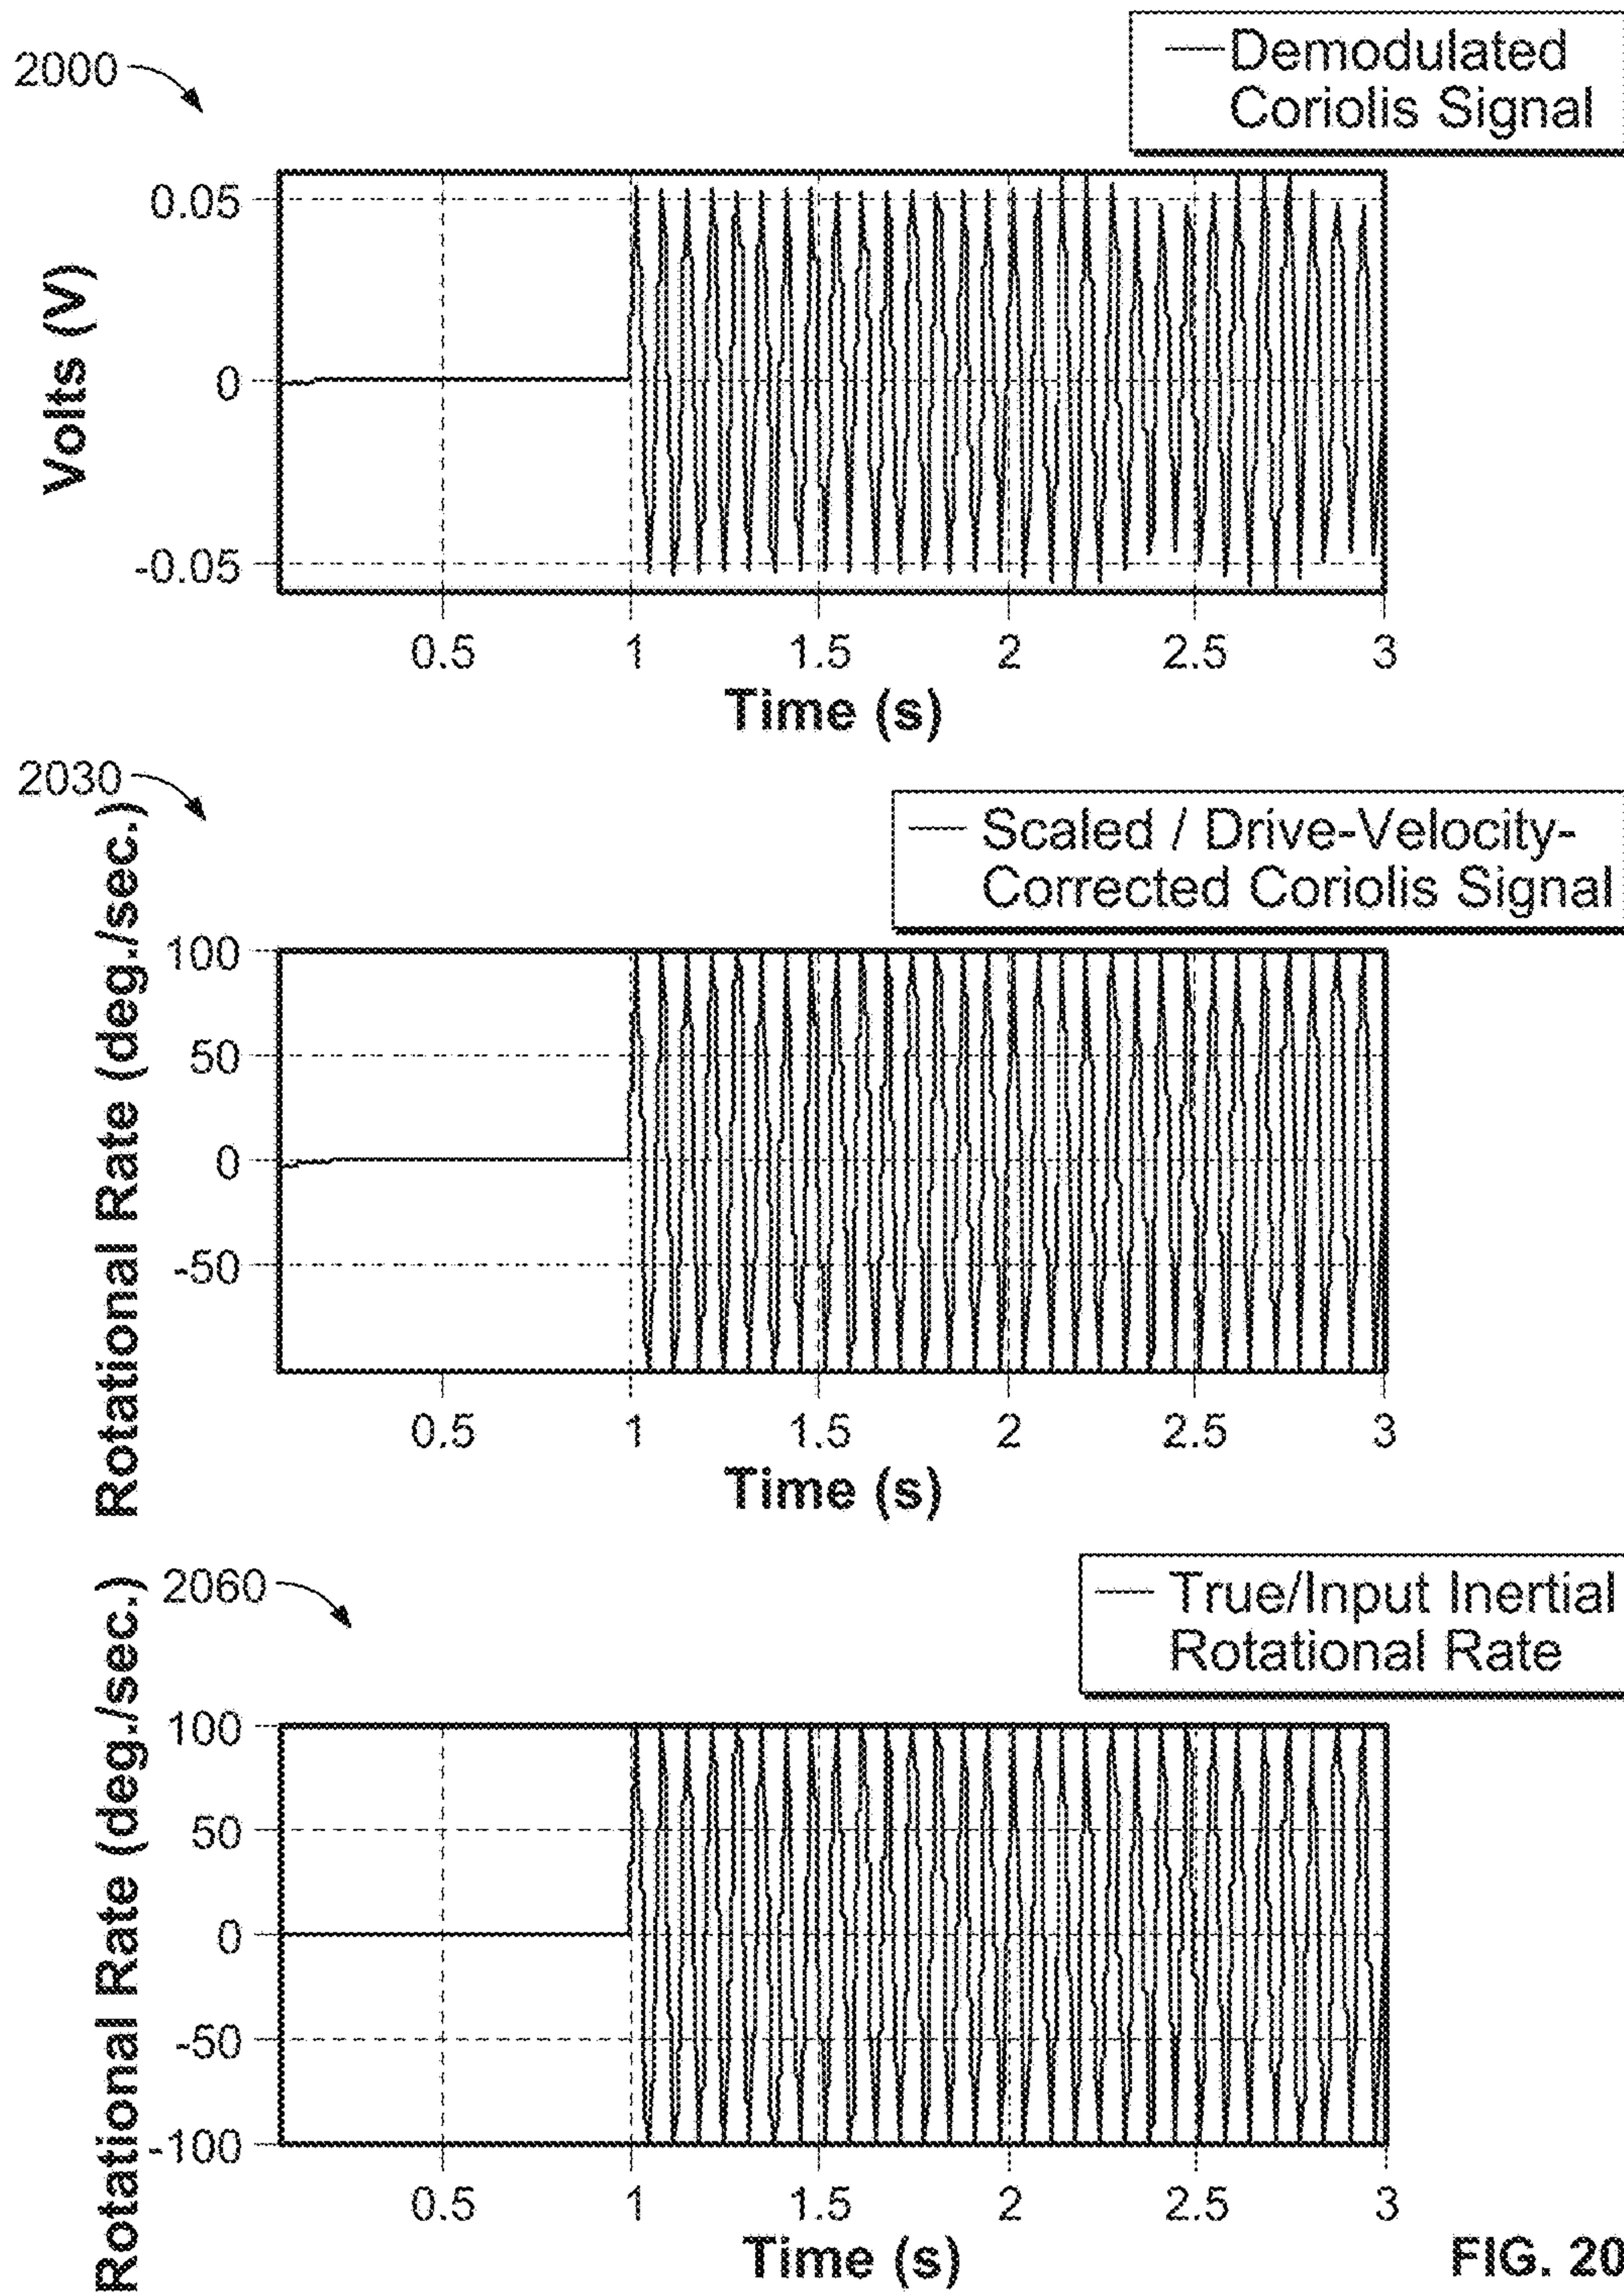 2000
Demodulated
Coriolis Signal
Volts (V)
0.05
0
-0.05
0.5 1 1.5 2 2.5 3
Time (s)
2030
Scaled / Drive-Velocity-
Corrected Coriolis Signal
Rotational Rate (deg./sec.)
100
50
0
-50
0.5 1 1.5 2 2.5 3
Time (s)
2060
True/Input Inertial
Rotational Rate
Rotational Rate (deg./sec.)
100
50
0
-50
-100
0.5 1 1.5 2 2.5 3
Time (s)
FIG. 20